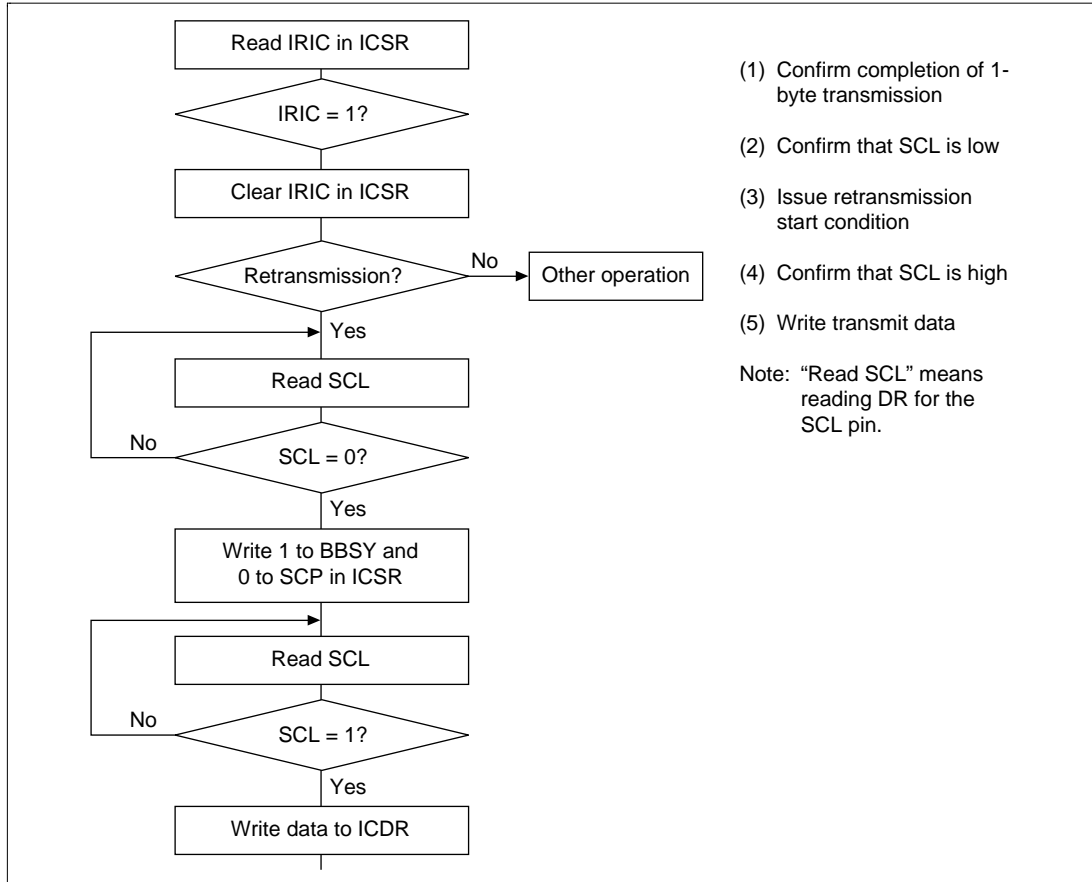 Read IRIC in ICSR
IRIC = 1?
Clear IRIC in ICSR
Retransmission?
No
Other operation
Yes
Read SCL
No
SCL = 0?
Yes
Write 1 to BBSY and
0 to SCP in ICSR
Read SCL
No
SCL = 1?
Yes
Write data to ICDR
(1) Confirm completion of 1-
byte transmission
(2) Confirm that SCL is low
(3) Issue retransmission
start condition
(4) Confirm that SCL is high
(5) Write transmit data
Note: “Read SCL” means
reading DR for the
SCL pin.